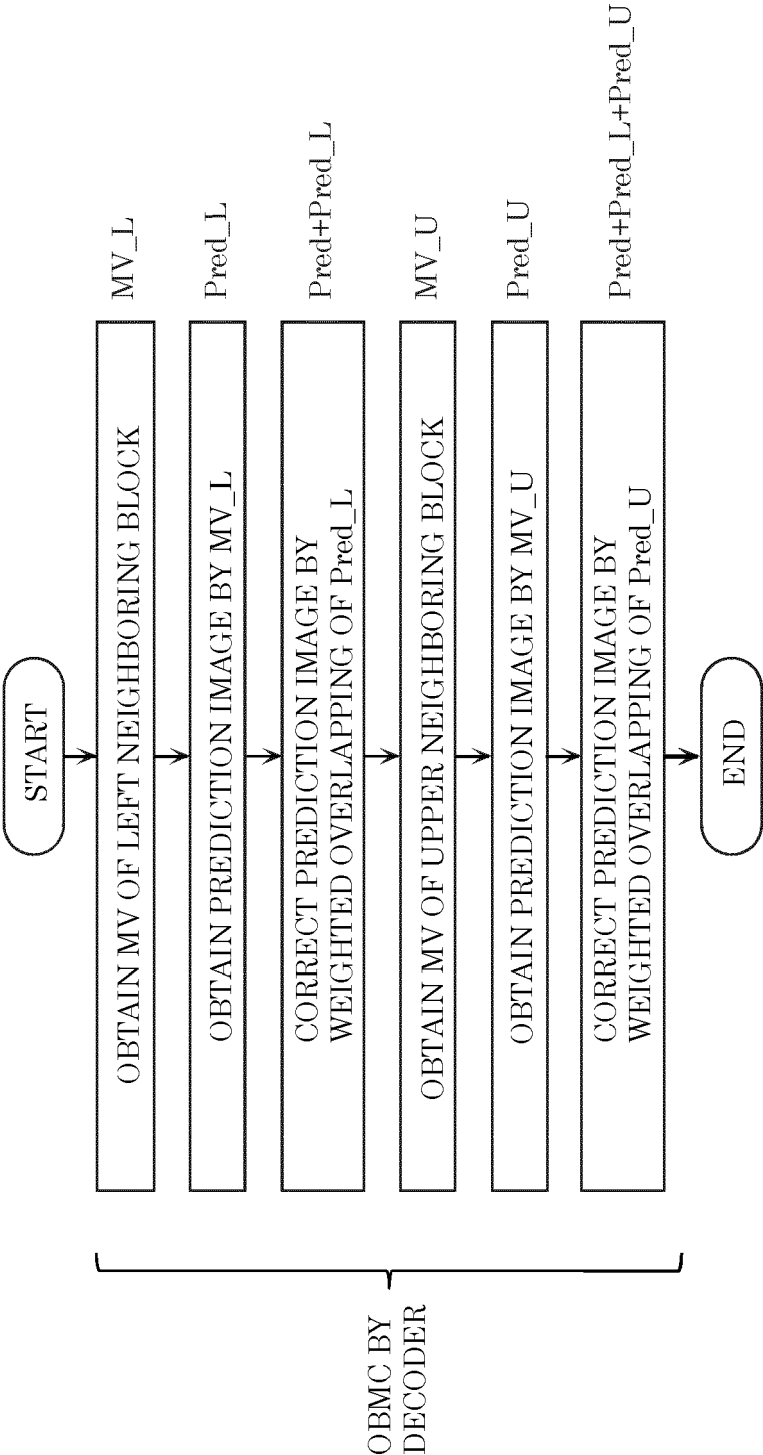 START
OBTAIN MV OF LEFT NEIGHBORING BLOCK
MV_L
OBTAIN PREDICTION IMAGE BY MV_L
Pred_L
CORRECT PREDICTION IMAGE BY
WEIGHTED OVERLAPPING OF Pred_L
Pred+Pred_L
OBMC BY
DECODER
OBTAIN MV OF UPPER NEIGHBORING BLOCK
MV_U
OBTAIN PREDICTION IMAGE BY MV_U
Pred_U
CORRECT PREDICTION IMAGE BY
WEIGHTED OVERLAPPING OF Pred_U
Pred+Pred_L+Pred_U
END